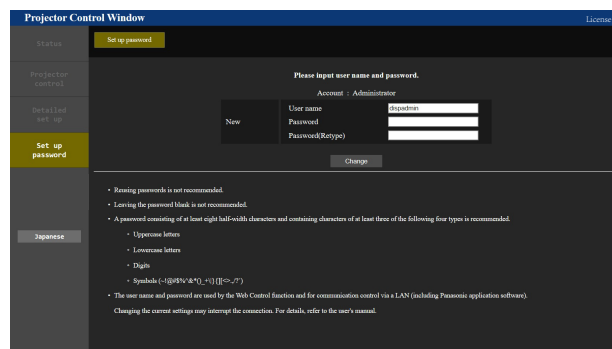 Projector Control Window
License
Status
Set up password
Projector
control
Please input user name and password.
Account : Administrator
Detailed
set up
New
User name
dispadmin
Password
Password(Retype)
Set up
password
Change
• Reusing passwords is not recommended.
• Leaving the password blank is not recommended.
• A password consisting of at least eight half-width characters and containing characters of at least three of the following four types is recommended.
Japanese
• Uppercase letters
• Lowercase letters
• Digits
• Symbols (~!@#$%^&*()_+\|{}[]<>.,/?`)
• The user name and password are used by the Web Control function and for communication control via a LAN (including Panasonic application software).
Changing the current settings may interrupt the connection. For details, refer to the user's manual.